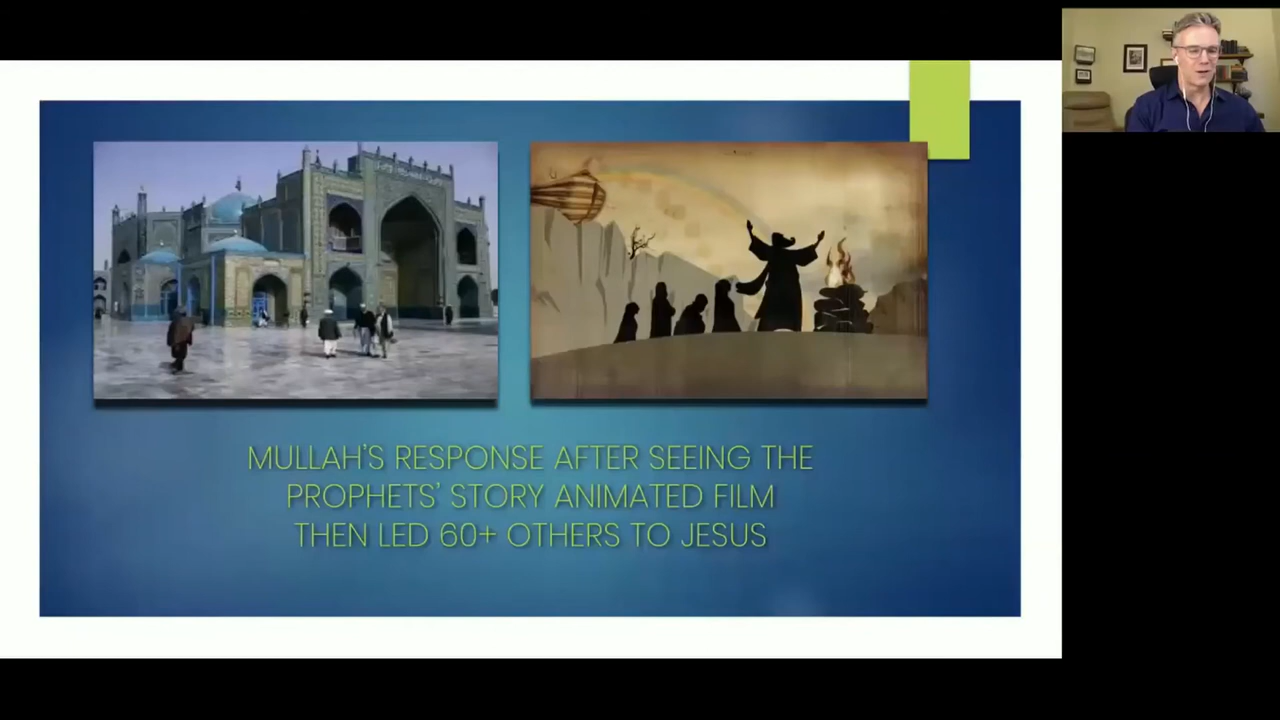 MULLAH'S RESPONSE AFTER SEEING THE
PROPHETS' STORY ANIMATED FILM
THEN LED 60+ OTHERS TO JESUS